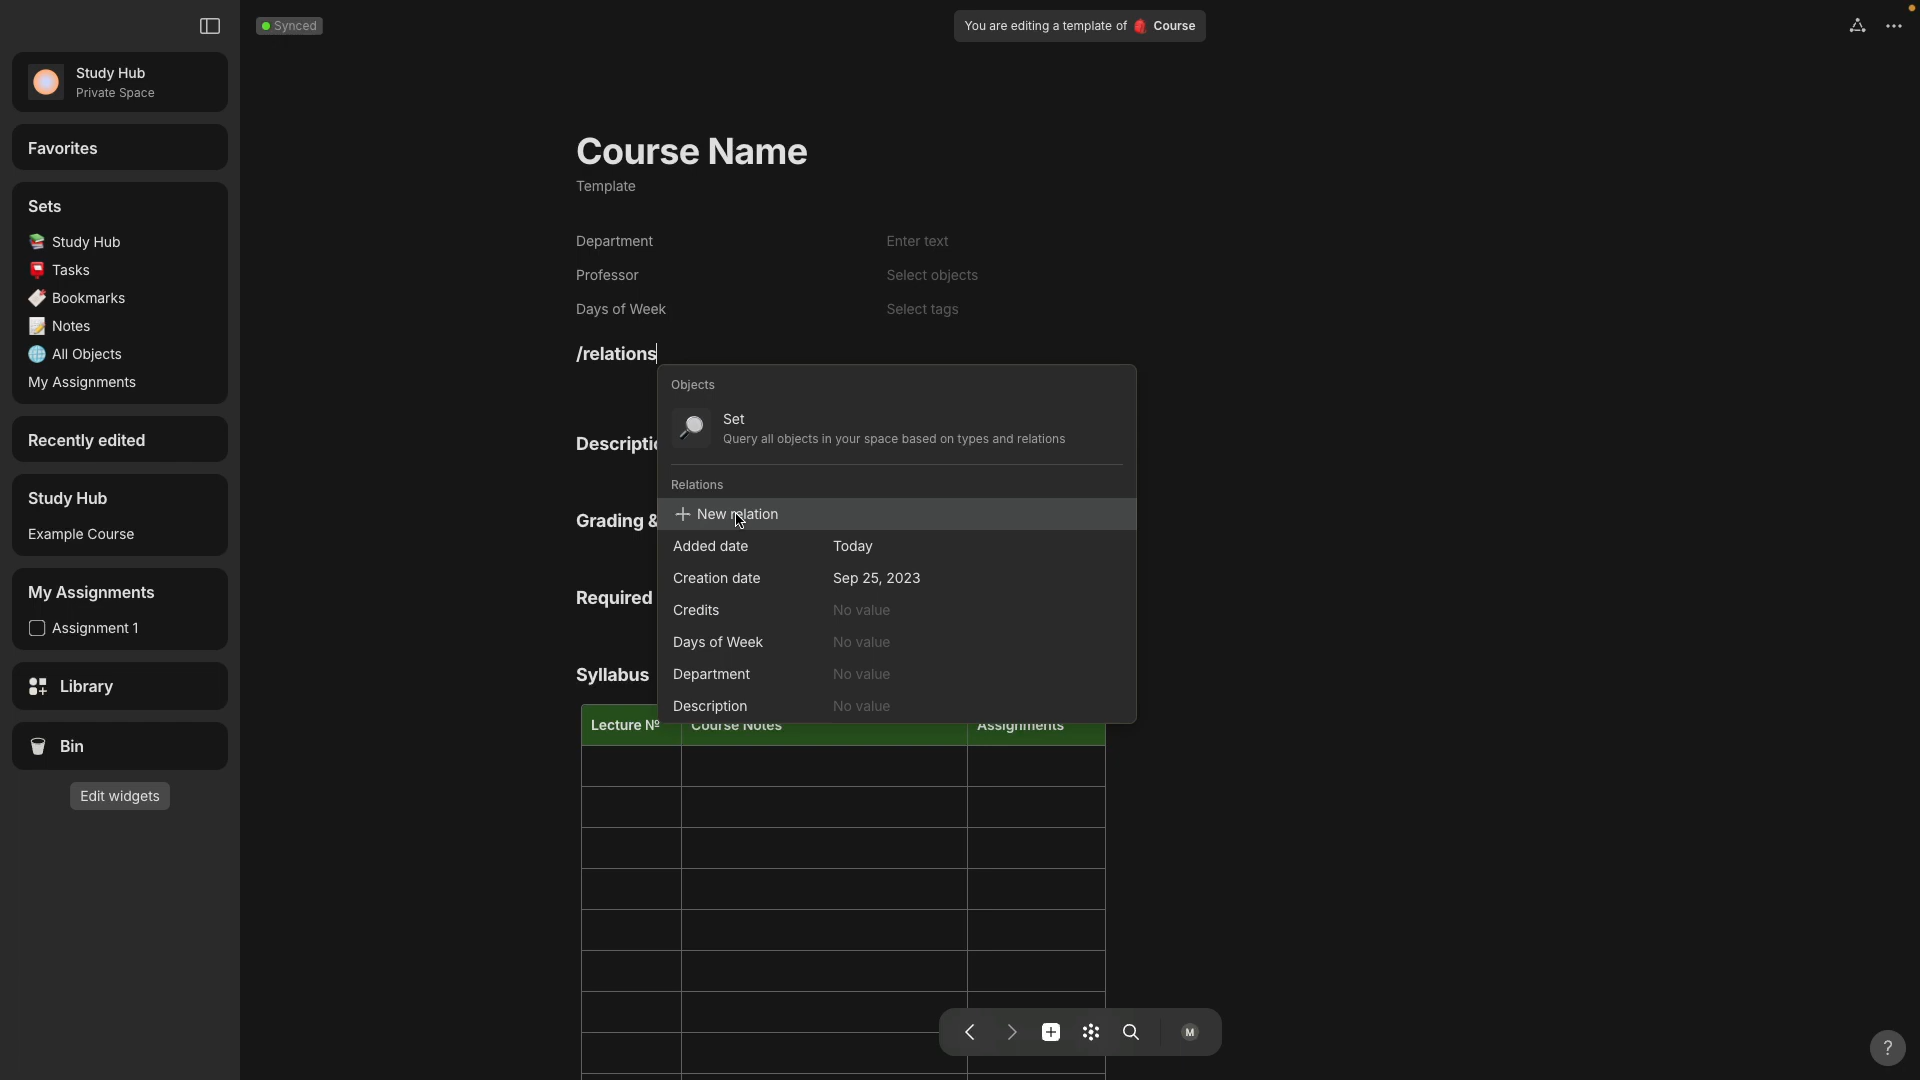 Synced
You are editing a template of Course
Study Hub
Private Space
Favorites
Sets
Study Hub
Tasks
Bookmarks
Notes
All Objects
My Assignments
Recently edited
Study Hub
Example Course
My Assignments
Assignment 1
Library
Bin
Edit widgets
Course Name
Template
Department Enter text
Professor Select objects
Days of Week Select tags
/relations
Objects
Set
Query all objects in your space based on types and relations
Relations
New relation
Added date Today
Creation date Sep 25, 2023
Credits No value
Days of Week No value
Department No value
Description No value
Grading &
Required
Syllabus
Lecture № Course Notes Assignments
M
?